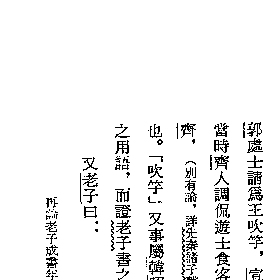 郭處士請爲王吹竽，
當時齊人調侃遊士食客
齊，（別有論，詳先秦諸子
也。「吹竽」又事屬韓
之用語，而證老子書之
又老子曰：
再論老子成書年